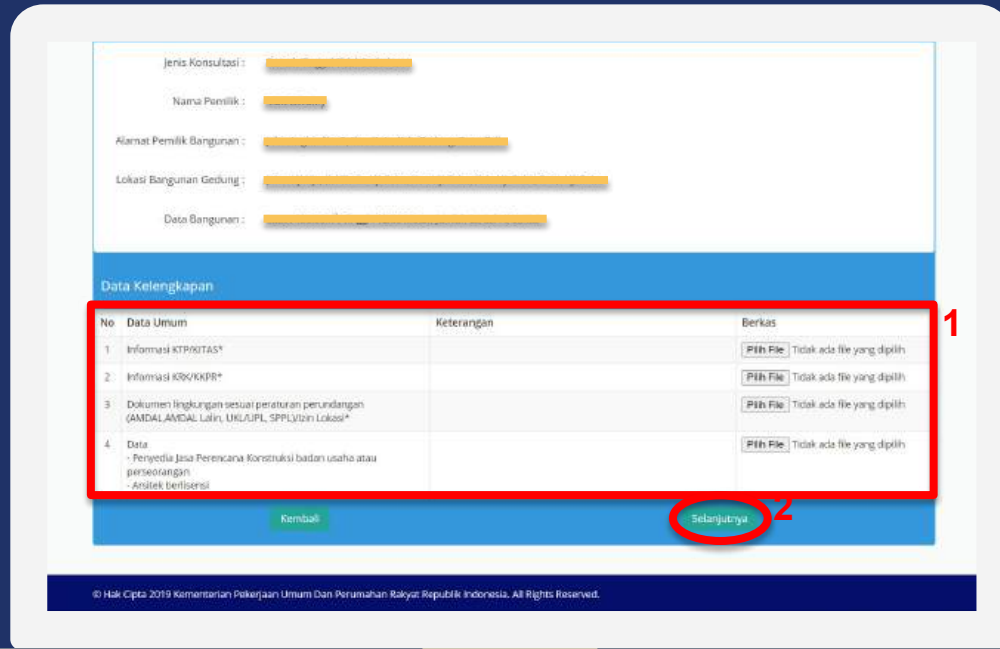 Jenis Konsultasi :
Nama Pemilik :
Alamat Pemilik Bangunan :
Lokasi Bangunan Gedung :
Data Bangunan :
Data Kelengkapan
No Data Umum Keterangan Berkas
1 Informasi KTP/KITAS* Pilih File Tidak ada file yang dipilih
2 Informasi KRK/KKPR* Pilih File Tidak ada file yang dipilih
3 Dokumen lingkungan sesuai peraturan perundangan Pilih File Tidak ada file yang dipilih
(AMDAL,AMDAL Lalin, UKL/UPL, SPPL)/Izin Lokasi*
4 Data Pilih File Tidak ada file yang dipilih
- Penyedia Jasa Perencana Konstruksi badan usaha atau
perseorangan
- Arsitek berlisensi
1
Kembali Selanjutnya 2
© Hak Cipta 2019 Kementerian Pekerjaan Umum Dan Perumahan Rakyat Republik Indonesia. All Rights Reserved.